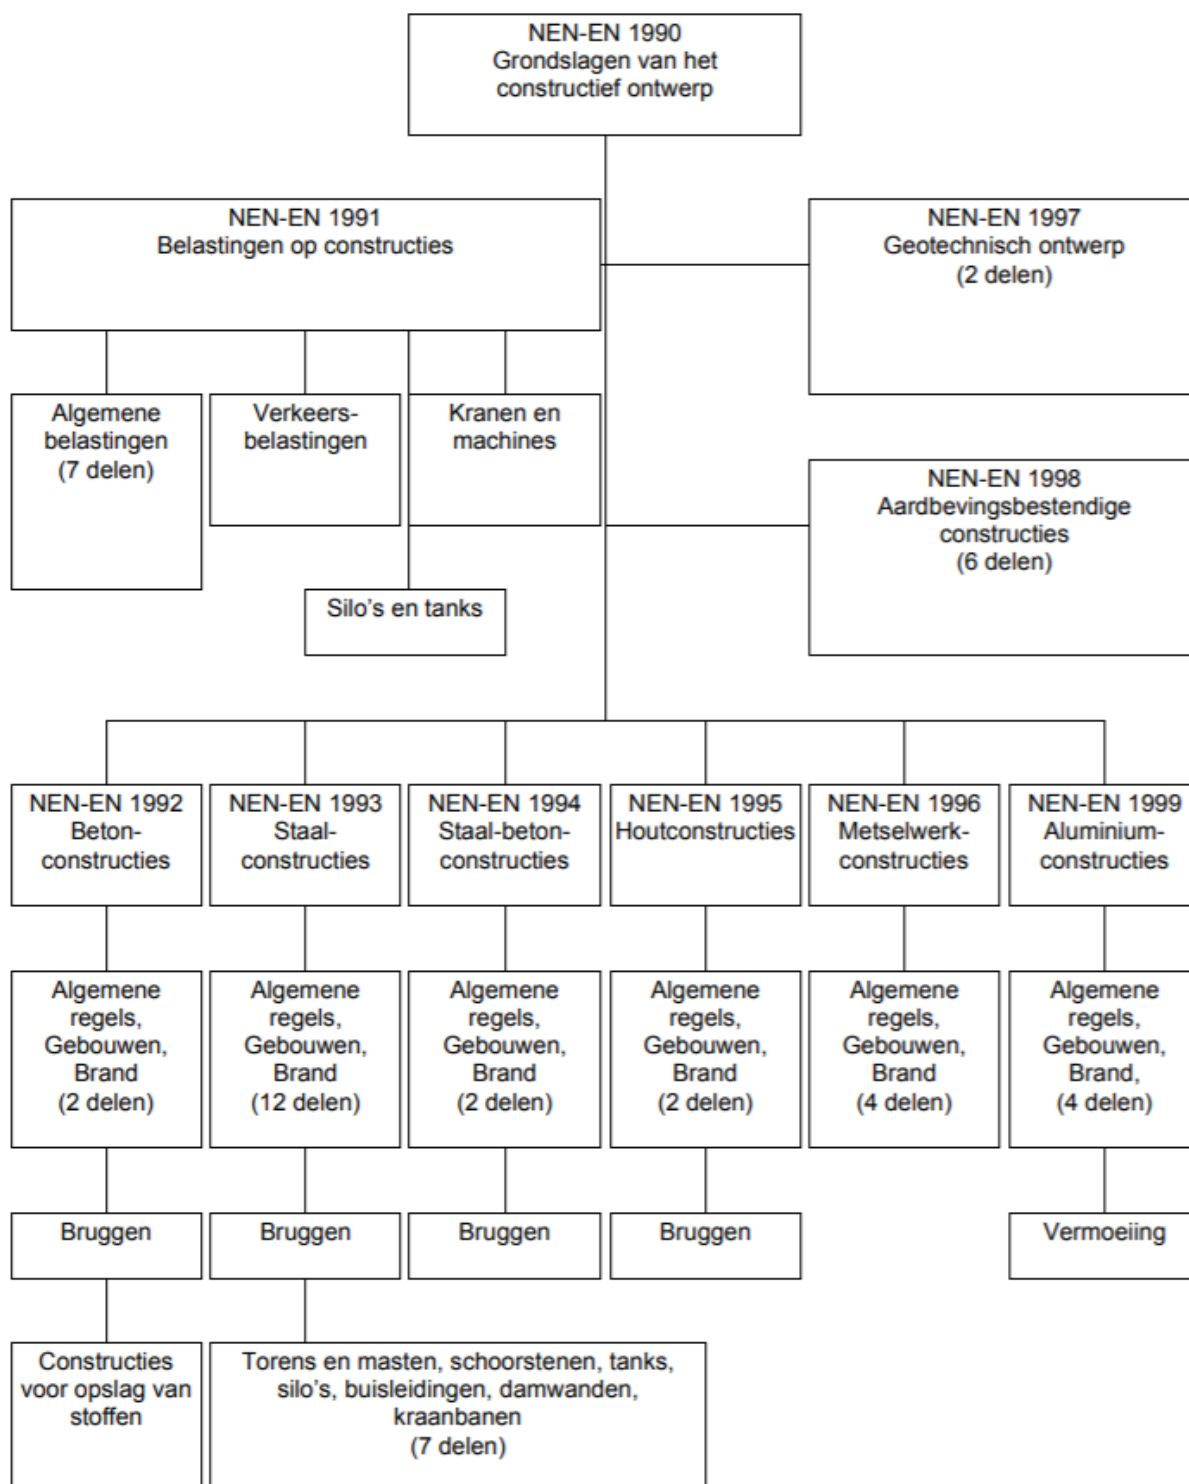 NEN-EN 1990
Grondslagen van het
constructief ontwerp
NEN-EN 1991
Belastingen op constructies
NEN-EN 1997
Geotechnisch ontwerp
(2 delen)
Algemene
belastingen
(7 delen)
Verkeers-
belastingen
Kranen en
machines
NEN-EN 1998
Aardbevingsbestendige
constructies
(6 delen)
Silo's en tanks
NEN-EN 1992
Beton-
constructies
NEN-EN 1993
Staal-
constructies
NEN-EN 1994
Staal-beton-
constructies
NEN-EN 1995
Houtconstructies
NEN-EN 1996
Metselwerk-
constructies
NEN-EN 1999
Aluminium-
constructies
Algemene
regels,
Gebouwen,
Brand
(2 delen)
Algemene
regels,
Gebouwen,
Brand
(12 delen)
Algemene
regels,
Gebouwen,
Brand
(2 delen)
Algemene
regels,
Gebouwen,
Brand
(2 delen)
Algemene
regels,
Gebouwen,
Brand
(4 delen)
Algemene
regels,
Gebouwen,
Brand,
(4 delen)
Bruggen
Bruggen
Bruggen
Bruggen
Vermoeiing
Constructies
voor opslag van
stoffen
Torens en masten, schoorstenen, tanks,
silo's, buisleidingen, damwanden,
kraanbanen
(7 delen)